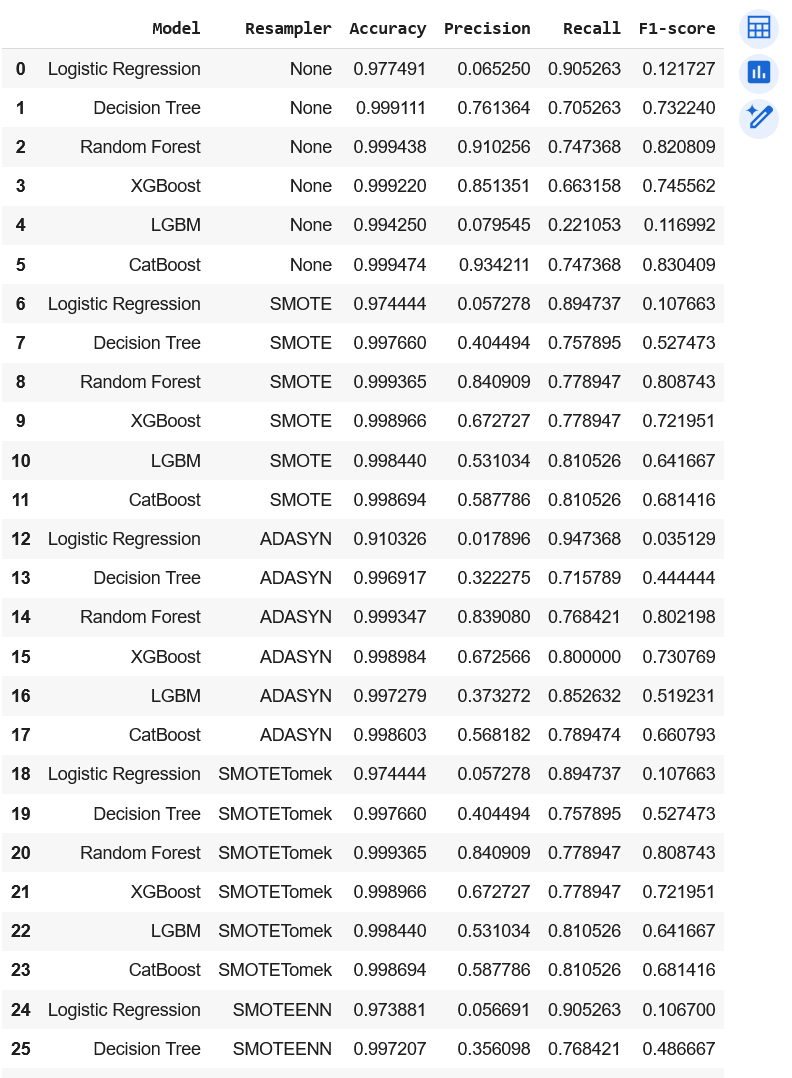 Model Resampler Accuracy Precision Recall F1-score
0 Logistic Regression None 0.977491 0.065250 0.905263 0.121727
1 Decision Tree None 0.999111 0.761364 0.705263 0.732240
2 Random Forest None 0.999438 0.910256 0.747368 0.820809
3 XGBoost None 0.999220 0.851351 0.663158 0.745562
4 LGBM None 0.994250 0.079545 0.221053 0.116992
5 CatBoost None 0.999474 0.934211 0.747368 0.830409
6 Logistic Regression SMOTE 0.974444 0.057278 0.894737 0.107663
7 Decision Tree SMOTE 0.997660 0.404494 0.757895 0.527473
8 Random Forest SMOTE 0.999365 0.840909 0.778947 0.808743
9 XGBoost SMOTE 0.998966 0.672727 0.778947 0.721951
10 LGBM SMOTE 0.998440 0.531034 0.810526 0.641667
11 CatBoost SMOTE 0.998694 0.587786 0.810526 0.681416
12 Logistic Regression ADASYN 0.910326 0.017896 0.947368 0.035129
13 Decision Tree ADASYN 0.996917 0.322275 0.715789 0.444444
14 Random Forest ADASYN 0.999347 0.839080 0.768421 0.802198
15 XGBoost ADASYN 0.998984 0.672566 0.800000 0.730769
16 LGBM ADASYN 0.997279 0.373272 0.852632 0.519231
17 CatBoost ADASYN 0.998603 0.568182 0.789474 0.660793
18 Logistic Regression SMOTETomek 0.974444 0.057278 0.894737 0.107663
19 Decision Tree SMOTETomek 0.997660 0.404494 0.757895 0.527473
20 Random Forest SMOTETomek 0.999365 0.840909 0.778947 0.808743
21 XGBoost SMOTETomek 0.998966 0.672727 0.778947 0.721951
22 LGBM SMOTETomek 0.998440 0.531034 0.810526 0.641667
23 CatBoost SMOTETomek 0.998694 0.587786 0.810526 0.681416
24 Logistic Regression SMOTEENN 0.973881 0.056691 0.905263 0.106700
25 Decision Tree SMOTEENN 0.997207 0.356098 0.768421 0.486667